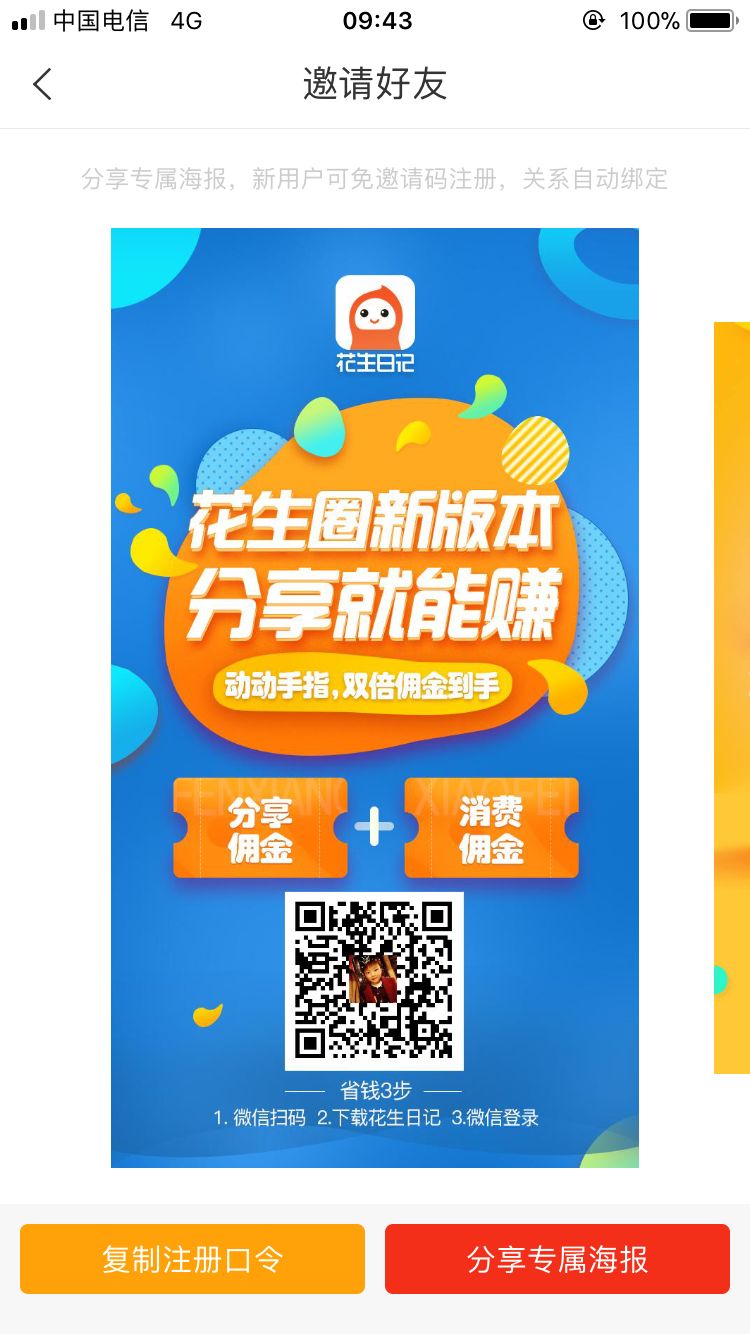 中国电信 4G 09:43 100%
邀请好友
分享专属海报，新用户可免邀请码注册，关系自动绑定
花生日记
花生圈新版本
分享就能赚
动动手指，双倍佣金到手
FENXIANG XIAOFEI
分享 消费
佣金 + 佣金
省钱3步
1. 微信扫码 2.下载花生日记 3.微信登录
复制注册口令 分享专属海报